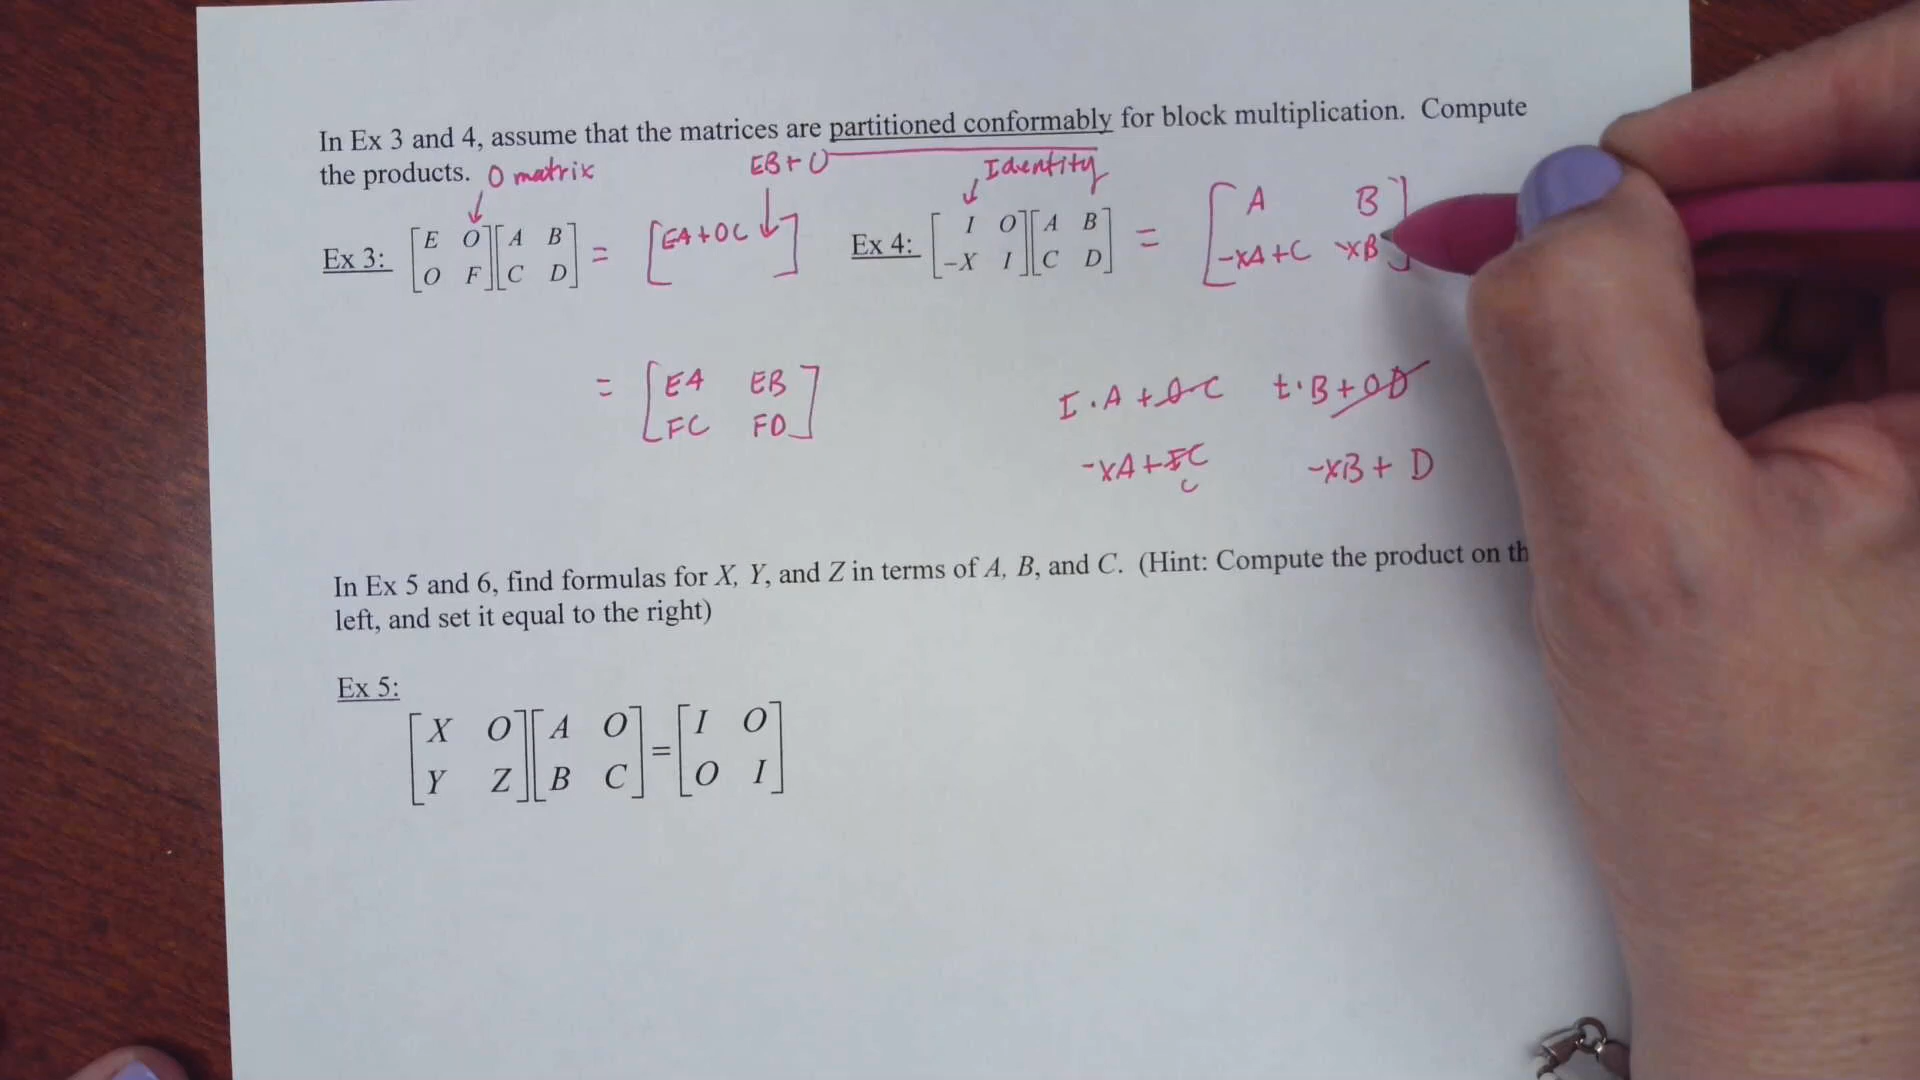 In Ex 3 and 4, assume that the matrices are partitioned conformably for block multiplication. Compute
the products. O matrix EB + O Identity
Ex 3: [E O; O F] [A B; C D] = [EA + OC ] Ex 4: [I O; -X I] [A B; C D] = [A B; -XA + C -XB]
= [EA EB; FC FD] I · A + OC I · B + OD
-XA + IC -XB + D
C
In Ex 5 and 6, find formulas for X, Y, and Z in terms of A, B, and C. (Hint: Compute the product on th
left, and set it equal to the right)
Ex 5:
[X O; Y Z] [A O; B C] = [I O; O I]